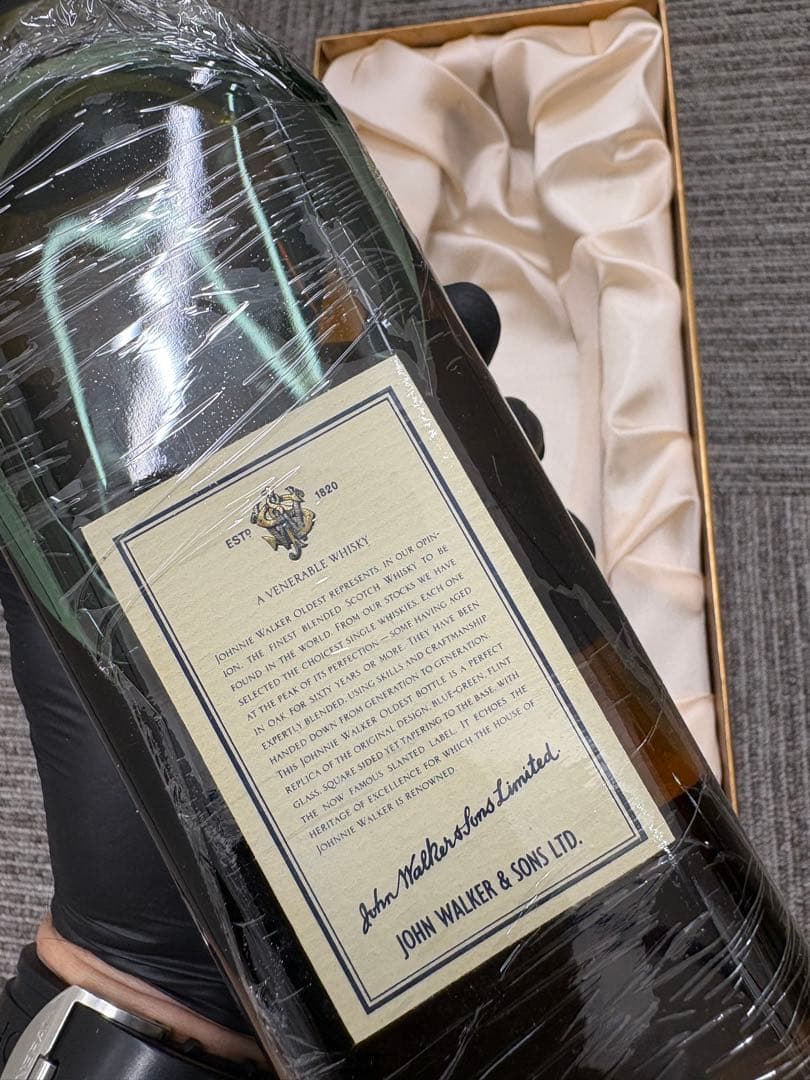 ESTD 1820
A VENERABLE WHISKY
JOHNNIE WALKER OLDEST REPRESENTS, IN OUR OPIN-
ION, THE FINEST BLENDED SCOTCH WHISKY TO BE
FOUND IN THE WORLD. FROM OUR STOCKS WE HAVE
SELECTED THE CHOICEST SINGLE WHISKIES, EACH ONE
AT THE PEAK OF ITS PERFECTION — SOME HAVING AGED
IN OAK FOR SIXTY YEARS OR MORE. THEY HAVE BEEN
EXPERTLY BLENDED, USING SKILLS AND CRAFTMANSHIP
HANDED DOWN FROM GENERATION TO GENERATION.
THIS JOHNNIE WALKER OLDEST BOTTLE IS A PERFECT
REPLICA OF THE ORIGINAL DESIGN, BLUE-GREEN, FLINT
GLASS, SQUARE SIDED YET TAPERING TO THE BASE, WITH
THE NOW FAMOUS SLANTED LABEL. IT ECHOES THE
HERITAGE OF EXCELLENCE FOR WHICH THE HOUSE OF
JOHNNIE WALKER IS RENOWNED.
John Walker & Sons Limited.
JOHN WALKER & SONS LTD.